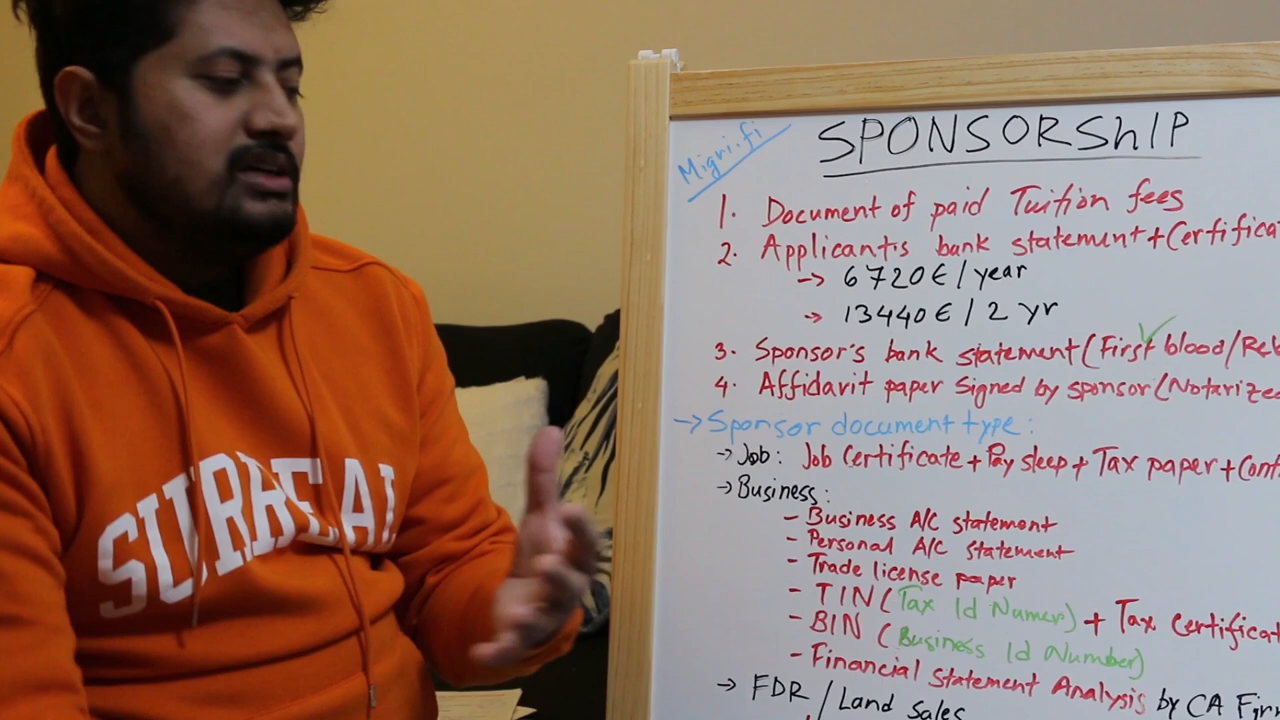 SURREAL
Migri.fi
SPONSORShIP
1. Document of paid Tuition fees
2. Applicant's bank statement + Certifica
→ 6720€ / year
→ 13440€ / 2 yr
3. Sponsor's bank statement (First blood/Rel
4. Affidavit paper Signed by sponsor (Notarize
→ Sponsor document type:
→ Job: Job Certificate + Pay sleep + Tax paper + Cont
→ Business:
- Business A/C statement
- Personal A/C statement
- Trade license paper
- TIN (Tax Id Numer) + Tax Certificat
- BIN (Business Id Number)
- Financial Statement Analysis by CA Firm
→ FDR / Land Sales